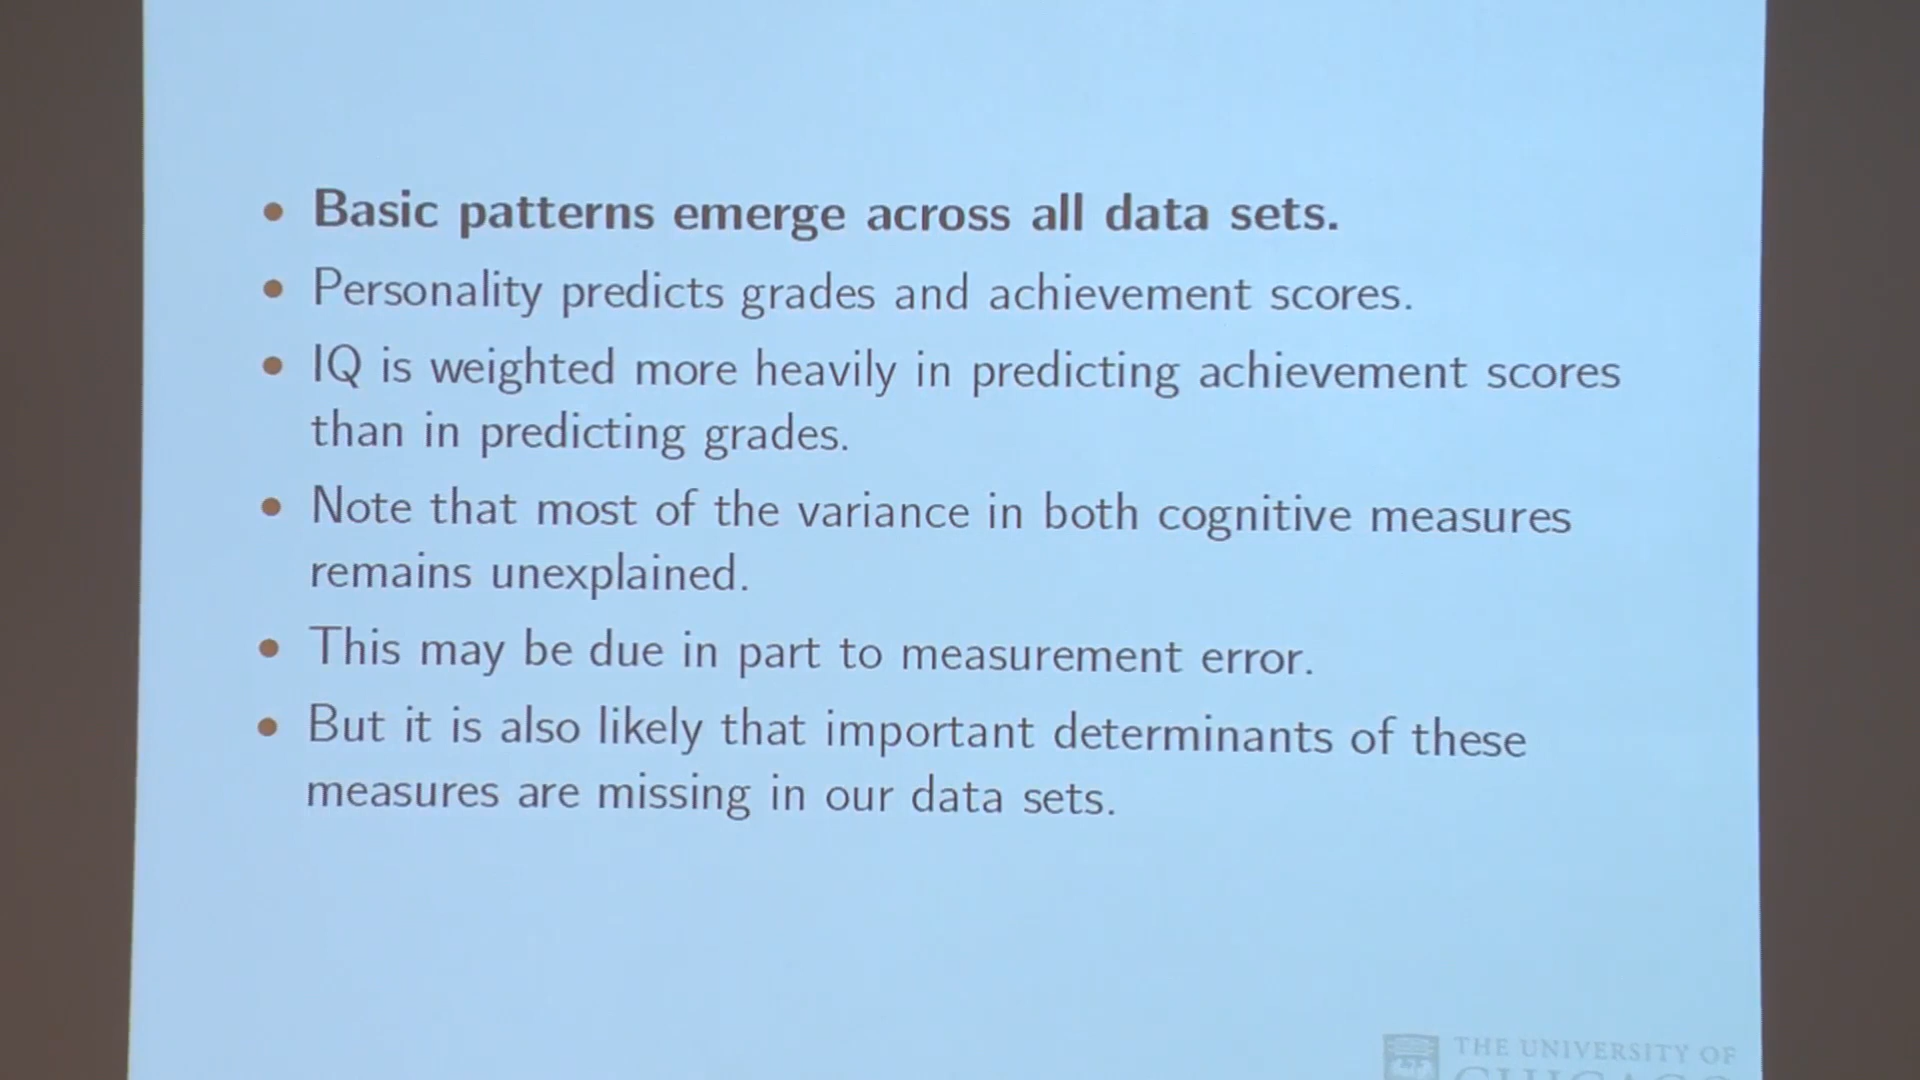 • Basic patterns emerge across all data sets.
• Personality predicts grades and achievement scores.
• IQ is weighted more heavily in predicting achievement scores
than in predicting grades.
• Note that most of the variance in both cognitive measures
remains unexplained.
• This may be due in part to measurement error.
• But it is also likely that important determinants of these
measures are missing in our data sets.
THE UNIVERSITY OF
CHICAGO